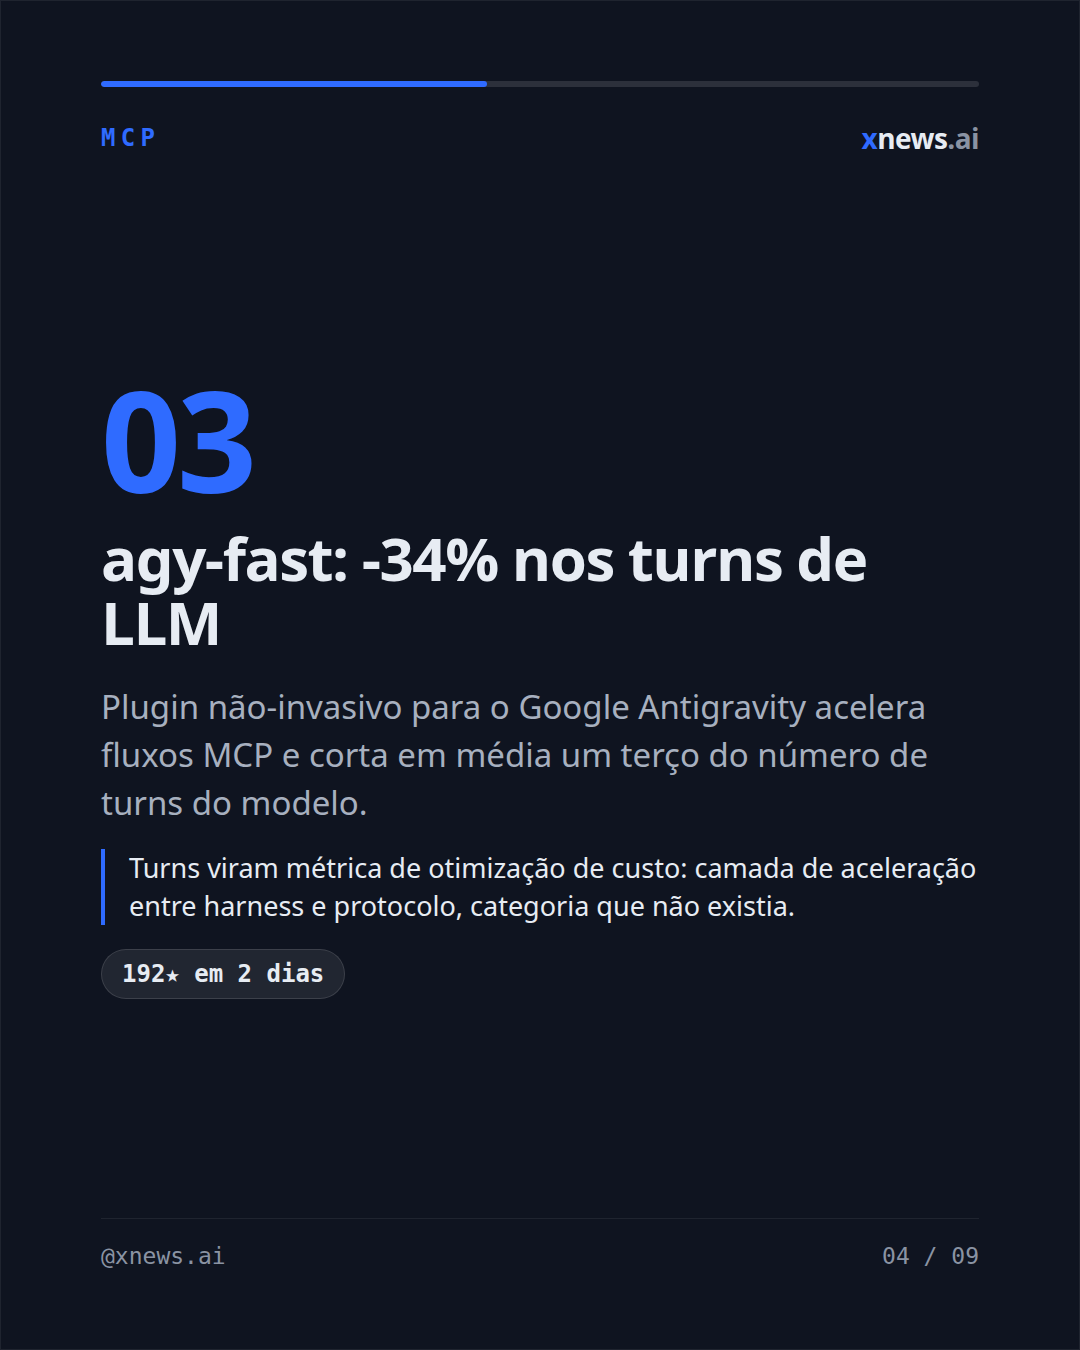 MCP
xnews.ai
03
agy-fast: -34% nos turns de
LLM
Plugin não-invasivo para o Google Antigravity acelera
fluxos MCP e corta em média um terço do número de
turns do modelo.
Turns viram métrica de otimização de custo: camada de aceleração
entre harness e protocolo, categoria que não existia.
192★ em 2 dias
@xnews.ai
04 / 09